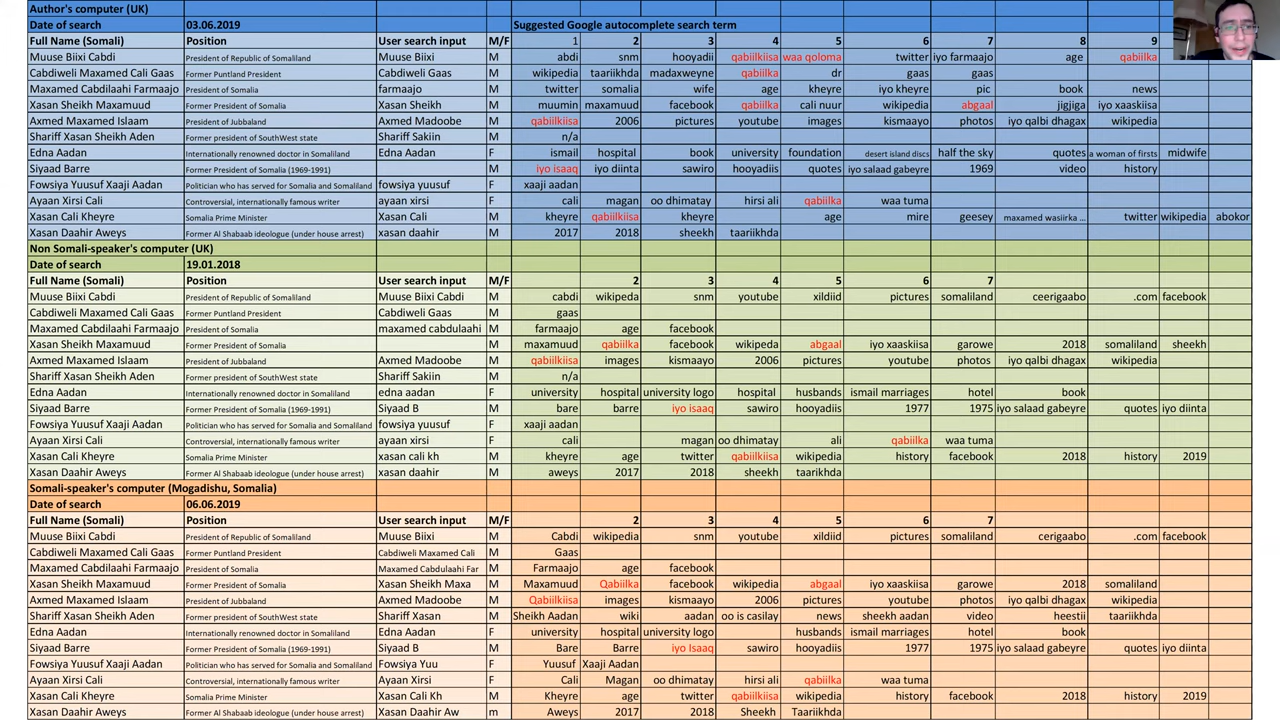 Author's computer (UK)
Date of search 03.06.2019 Suggested Google autocomplete search term
Full Name (Somali) Position User search input M/F 1 2 3 4 5 6 7 8 9
Muuse Biixi Cabdi President of Republic of Somaliland Muuse Biixi M abdi snm hooyadii qabiilkiisa waa qoloma twitter iyo farmaajo age qabiilka
Cabdiweli Maxamed Cali Gaas Former Puntland President Cabdiweli Gaas M wikipedia taariikhda madaxweyne qabiilka dr gaas gaas
Maxamed Cabdilaahi Farmaajo President of Somalia farmaajo M twitter somalia wife age kheyre iyo kheyre pic book news
Xasan Sheikh Maxamuud Former President of Somalia Xasan Sheikh M muumin maxamuud facebook qabiilka cali nuur wikipedia abgaal jigjiga iyo xaaskiisa
Axmed Maxamed Islaam President of Jubbaland Axmed Madoobe M qabiilkiisa 2006 pictures youtube images kismaayo photos iyo qalbi dhagax wikipedia
Shariff Xasan Sheikh Aden Former president of SouthWest state Shariff Sakiin M n/a
Edna Aadan Internationally renowned doctor in Somaliland Edna Aadan F ismail hospital book university foundation desert island discs half the sky quotes a woman of firsts midwife
Siyaad Barre Former President of Somalia (1969-1991) M iyo isaaq iyo diinta sawiro hooyadiis quotes iyo salaad gabeyre 1969 video history
Fowsiya Yuusuf Xaaji Aadan Politician who has served for Somalia and Somaliland fowsiya yuusuf F xaaji aadan
Ayaan Xirsi Cali Controversial, internationally famous writer ayaan xirsi F cali magan oo dhimatay hirsi ali qabiilka waa tuma
Xasan Cali Kheyre Somalia Prime Minister Xasan Cali M kheyre qabiilkiisa kheyre age mire geesey maxamed wasiirka ... twitter wikipedia abokor
Xasan Daahir Aweys Former Al Shabaab ideologue (under house arrest) xasan daahir M 2017 2018 sheekh taariikhda
Non Somali-speaker's computer (UK)
Date of search 19.01.2018
Full Name (Somali) Position User search input M/F 2 3 4 5 6 7
Muuse Biixi Cabdi President of Republic of Somaliland Muuse Biixi Cabdi M cabdi wikipeda snm youtube xildiid pictures somaliland ceerigaabo .com facebook
Cabdiweli Maxamed Cali Gaas Former Puntland President Cabdiweli Gaas M gaas
Maxamed Cabdilaahi Farmaajo President of Somalia maxamed cabdulaahi M farmaajo age facebook
Xasan Sheikh Maxamuud Former President of Somalia M maxamuud qabiilka facebook wikipeda abgaal iyo xaaskiisa garowe 2018 somaliland sheekh
Axmed Maxamed Islaam President of Jubbaland Axmed Madoobe M qabiilkiisa images kismaayo 2006 pictures youtube photos iyo qalbi dhagax wikipedia
Shariff Xasan Sheikh Aden Former president of SouthWest state Shariff Sakiin M n/a
Edna Aadan Internationally renowned doctor in Somaliland edna aadan F university hospital university logo hospital husbands ismail marriages hotel book
Siyaad Barre Former President of Somalia (1969-1991) Siyaad B M bare barre iyo isaaq sawiro hooyadiis 1977 1975 iyo salaad gabeyre quotes iyo diinta
Fowsiya Yuusuf Xaaji Aadan Politician who has served for Somalia and Somaliland fowsiya yuusuf F xaaji aadan
Ayaan Xirsi Cali Controversial, internationally famous writer ayaan xirsi F cali magan oo dhimatay ali qabiilka waa tuma
Xasan Cali Kheyre Somalia Prime Minister xasan cali kh M kheyre age twitter qabiilkiisa wikipedia history facebook 2018 history 2019
Xasan Daahir Aweys Former Al Shabaab ideologue (under house arrest) xasan daahir M aweys 2017 2018 sheekh taarikhda
Somali-speaker's computer (Mogadishu, Somalia)
Date of search 06.06.2019
Full Name (Somali) Position User search input M/F 2 3 4 5 6 7
Muuse Biixi Cabdi President of Republic of Somaliland Muuse Biixi M Cabdi wikipedia snm youtube xildiid pictures somaliland cerigaabo .com facebook
Cabdiweli Maxamed Cali Gaas Former Puntland President Cabdiweli Maxamed Cali M Gaas
Maxamed Cabdilaahi Farmaajo President of Somalia Maxamed Cabdulaahi Far M Farmaajo age facebook
Xasan Sheikh Maxamuud Former President of Somalia Xasan Sheikh Maxa M Maxamuud Qabiilka facebook wikipedia abgaal iyo xaaskiisa garowe 2018 somaliland
Axmed Maxamed Islaam President of Jubbaland Axmed Madoobe M Qabiilkiisa images kismaayo 2006 pictures youtube photos iyo qalbi dhagax wikipedia
Shariff Xasan Sheikh Aden Former president of SouthWest state Shariff Xasan M Sheikh Aadan wiki aadan oo is casilay news sheekh aadan video heestii taariikhda
Edna Aadan Internationally renowned doctor in Somaliland Edna Aadan F university hospital university logo husbands ismail marriages hotel book
Siyaad Barre Former President of Somalia (1969-1991) Siyaad B M Bare Barre iyo Isaaq sawiro hooyadiis 1977 1975 iyo salaad gabeyre quotes iyo diinta
Fowsiya Yuusuf Xaaji Aadan Politician who has served for Somalia and Somaliland Fowsiya Yuu F Yuusuf Xaaji Aadan
Ayaan Xirsi Cali Controversial, internationally famous writer Ayaan Xirsi F Cali Magan oo dhimatay hirsi ali qabiilka waa tuma
Xasan Cali Kheyre Somalia Prime Minister Xasan Cali Kh M Kheyre age twitter qabiilkiisa wikipedia history facebook 2018 history 2019
Xasan Daahir Aweys Former Al Shabaab ideologue (under house arrest) Xasan Daahir Aw m Aweys 2017 2018 Sheekh Taariikhda